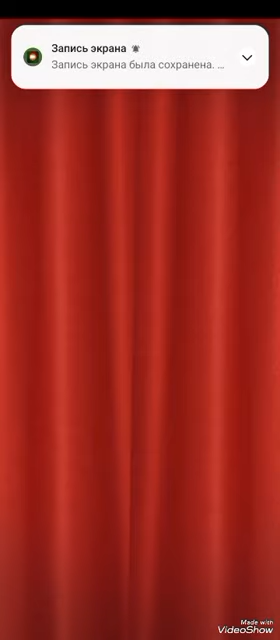 Запись экрана
Запись экрана была сохранена. ...
Made with
VideoShow